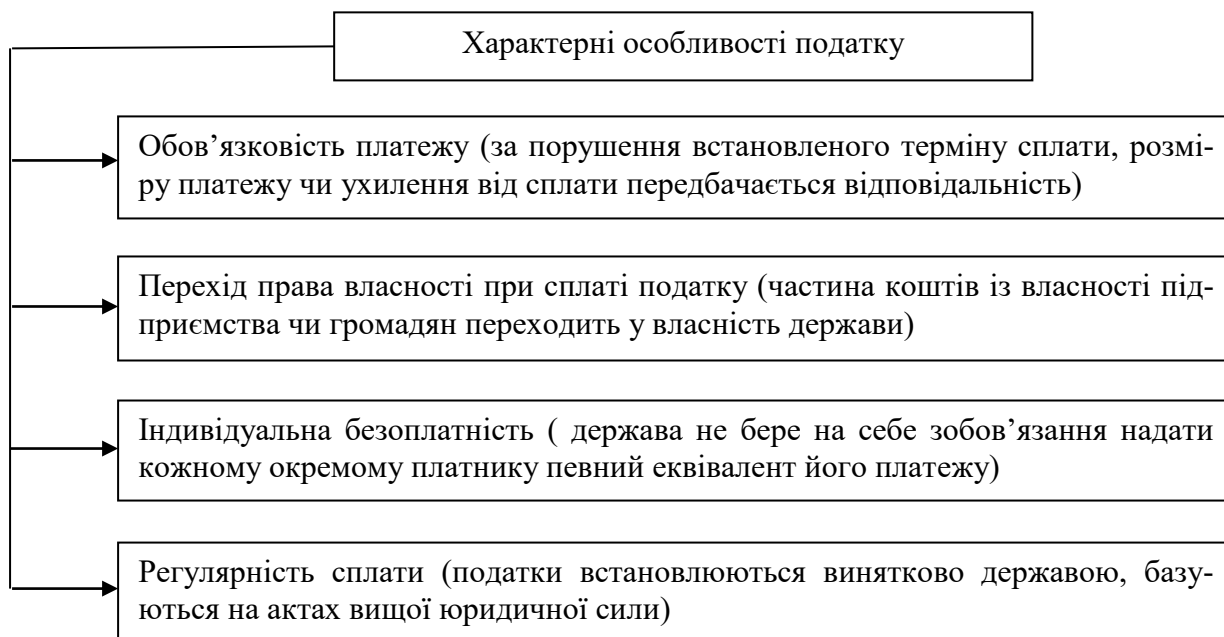 Характерні особливості податку
Обов’язковість платежу (за порушення встановленого терміну сплати, розмі-
ру платежу чи ухилення від сплати передбачається відповідальність)
Перехід права власності при сплаті податку (частина коштів із власності під-
приємства чи громадян переходить у власність держави)
Індивідуальна безоплатність ( держава не бере на себе зобов’язання надати
кожному окремому платнику певний еквівалент його платежу)
Регулярність сплати (податки встановлюються винятково державою, базу-
ються на актах вищої юридичної сили)